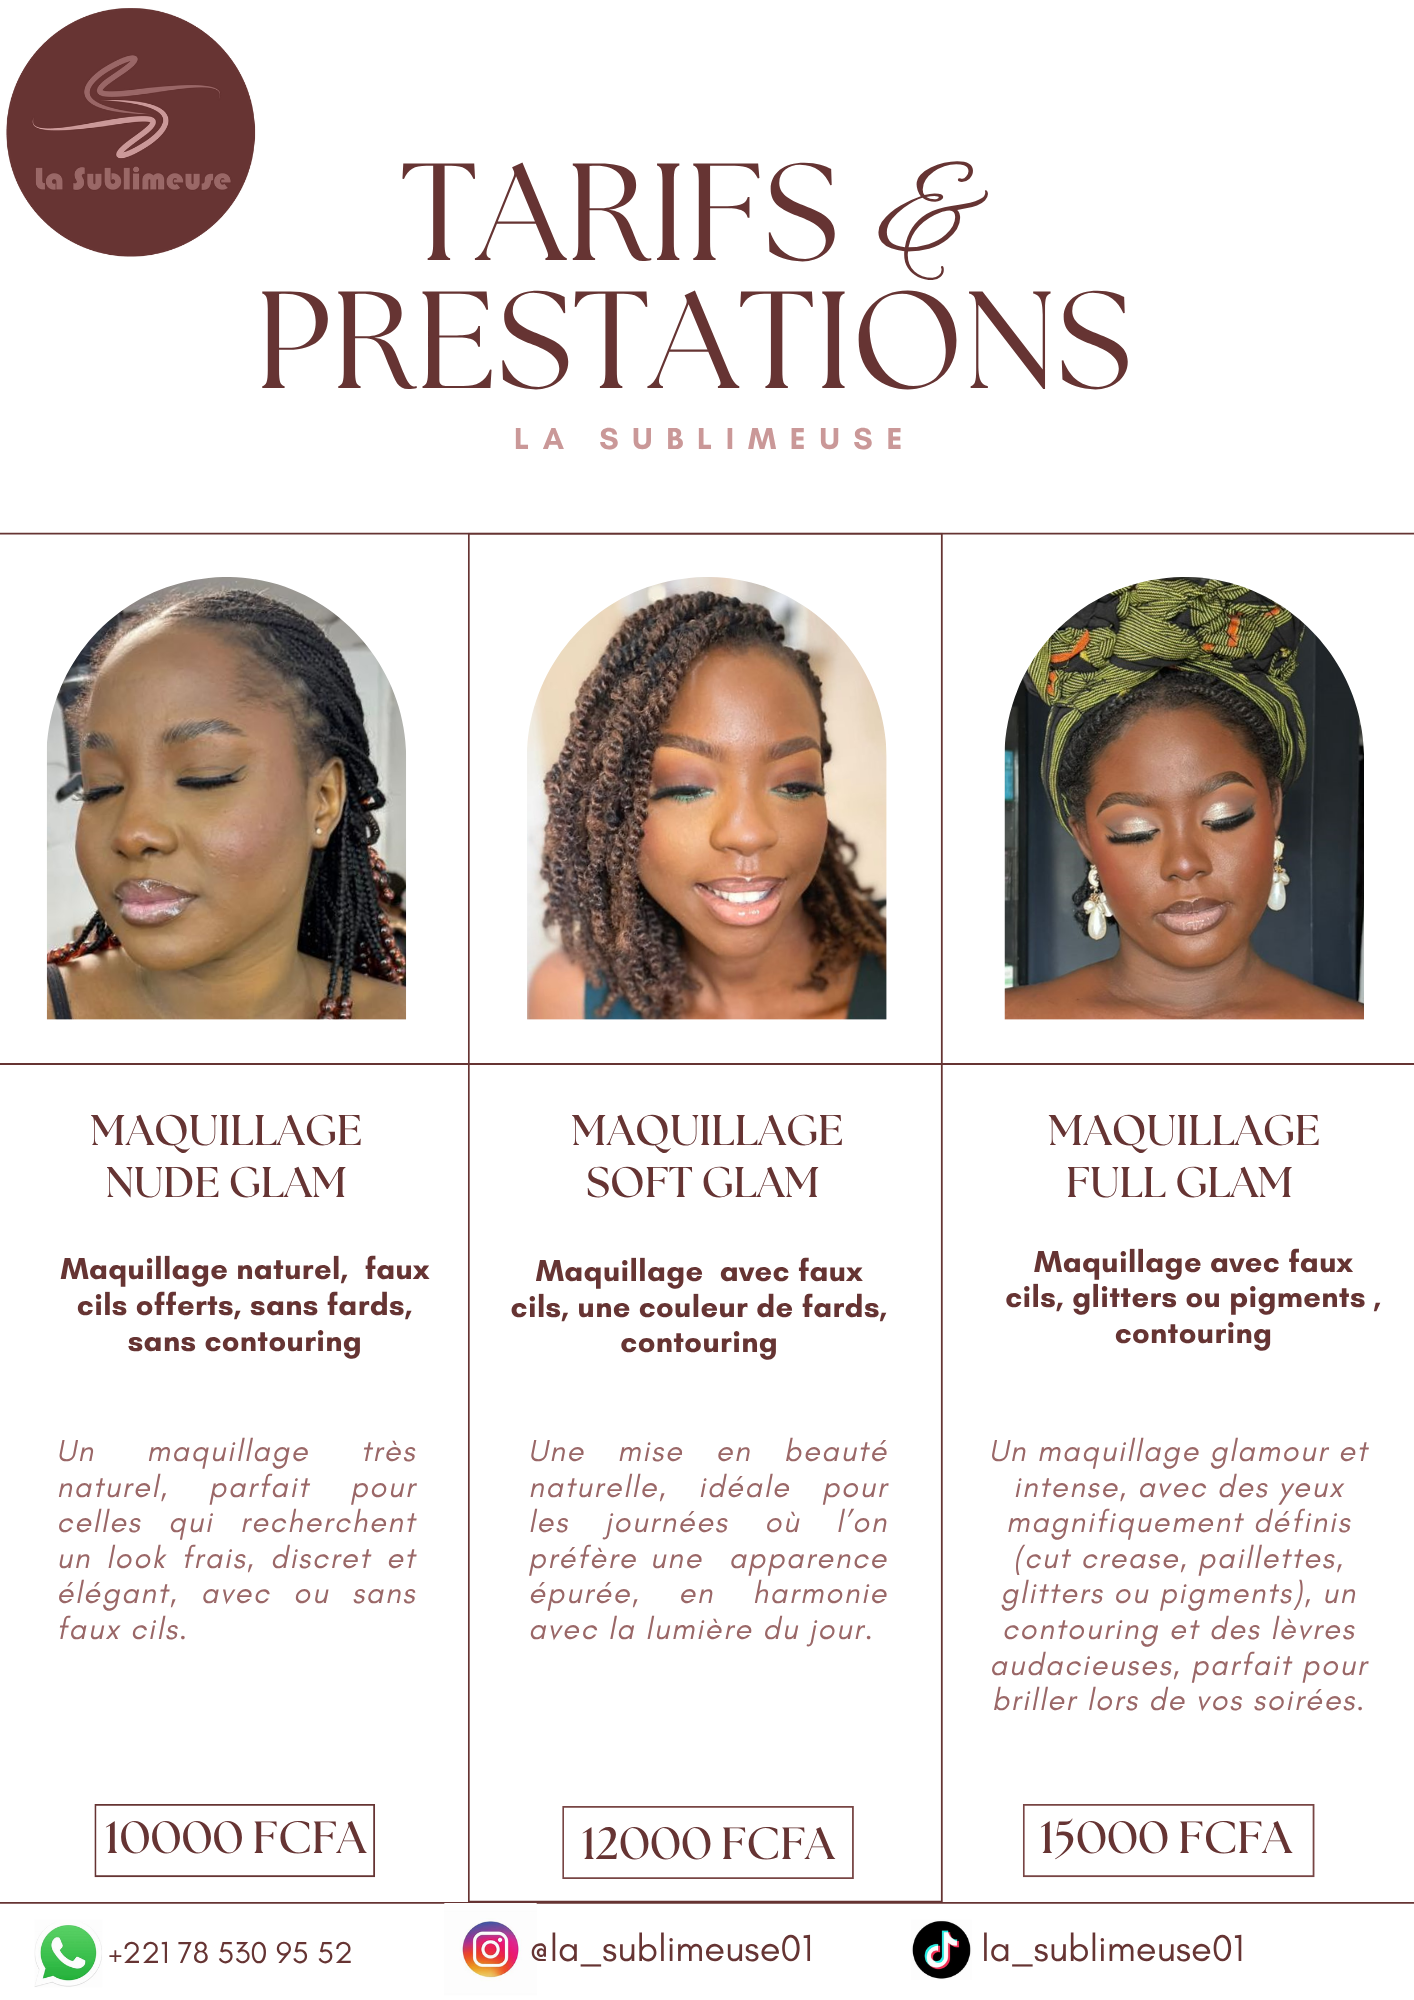 La Sublimeuse
TARIFS &
PRESTATIONS
LA SUBLIMEUSE
MAQUILLAGE
NUDE GLAM
Maquillage naturel, faux
cils offerts, sans fards,
sans contouring
Un maquillage très
naturel, parfait pour
celles qui recherchent
un look frais, discret et
élégant, avec ou sans
faux cils.
10000 FCFA
MAQUILLAGE
SOFT GLAM
Maquillage avec faux
cils, une couleur de fards,
contouring
Une mise en beauté
naturelle, idéale pour
les journées où l’on
préfère une apparence
épurée, en harmonie
avec la lumière du jour.
12000 FCFA
MAQUILLAGE
FULL GLAM
Maquillage avec faux
cils, glitters ou pigments ,
contouring
Un maquillage glamour et
intense, avec des yeux
magnifiquement définis
(cut crease, paillettes,
glitters ou pigments), un
contouring et des lèvres
audacieuses, parfait pour
briller lors de vos soirées.
15000 FCFA
+221 78 530 95 52
@la_sublimeuse01
la_sublimeuse01